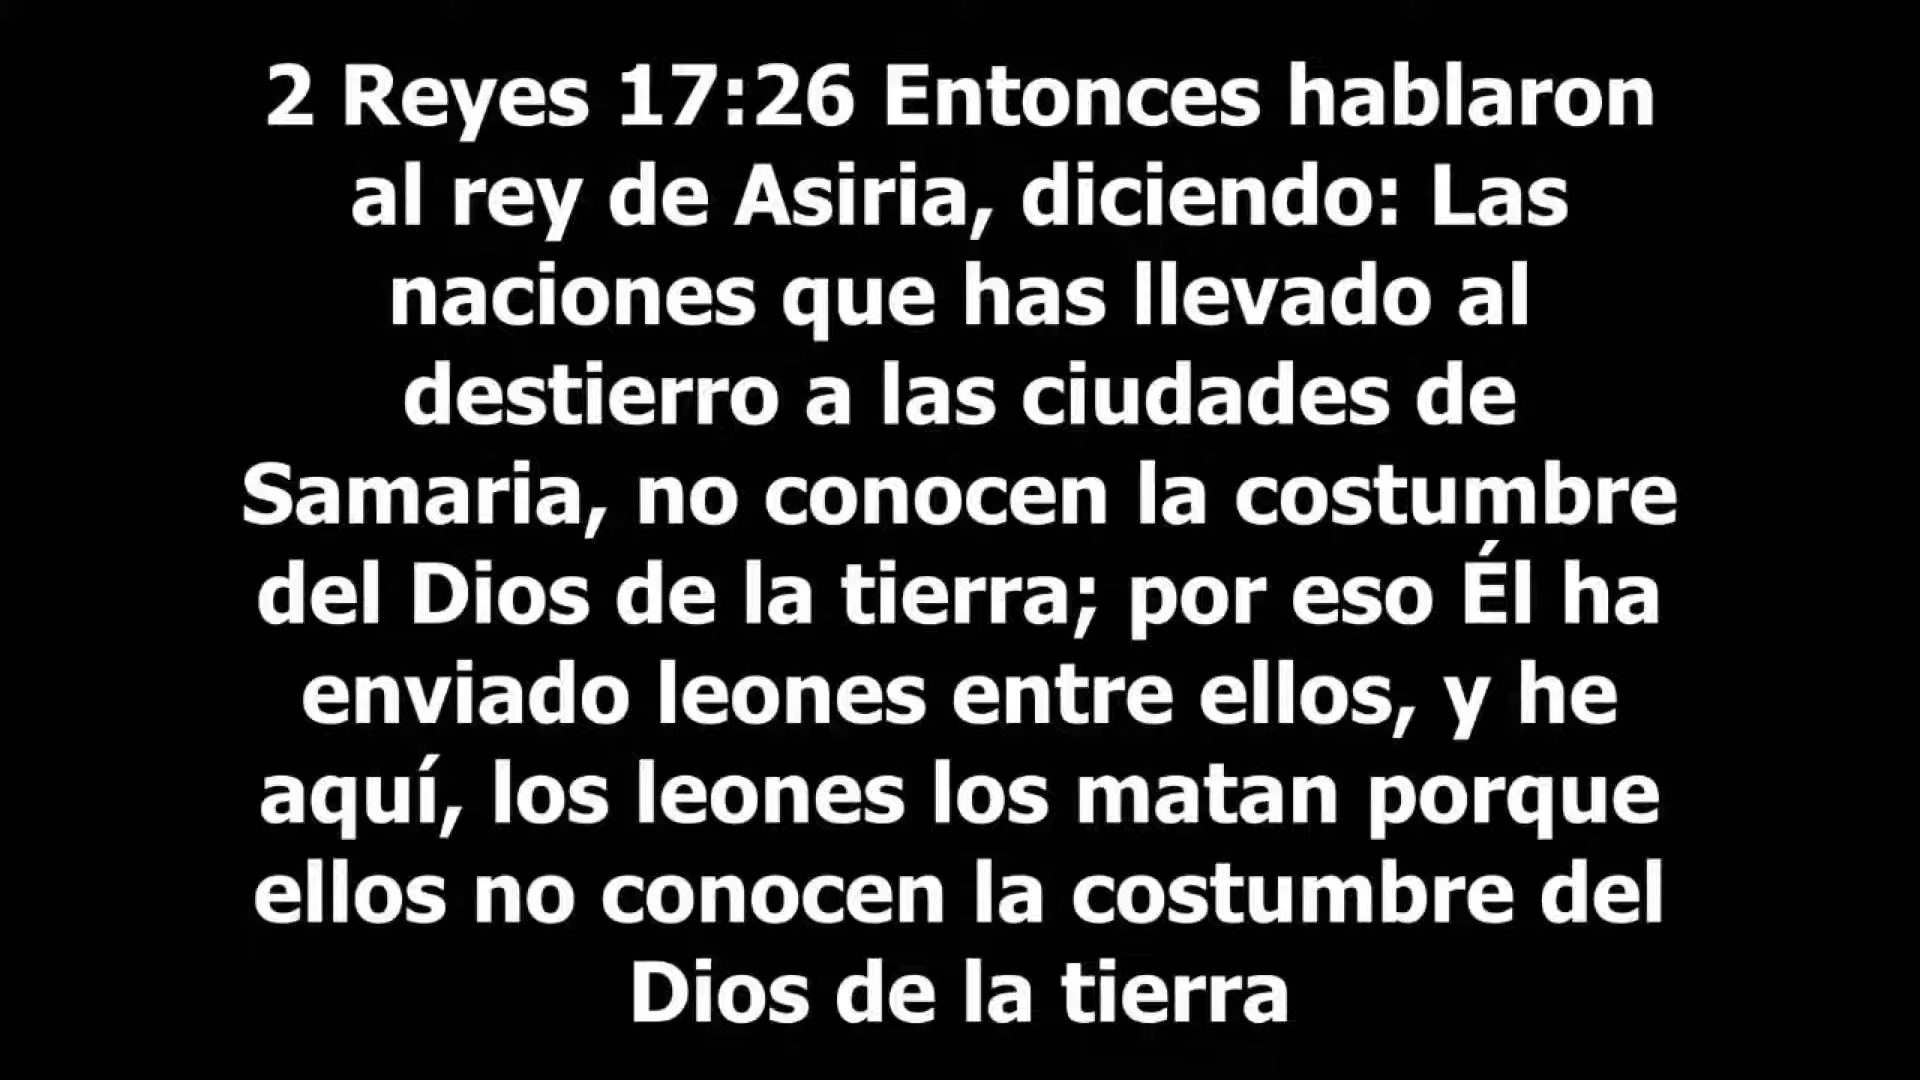 2 Reyes 17:26 Entonces hablaron
al rey de Asiria, diciendo: Las
naciones que has llevado al
destierro a las ciudades de
Samaria, no conocen la costumbre
del Dios de la tierra; por eso Él ha
enviado leones entre ellos, y he
aquí, los leones los matan porque
ellos no conocen la costumbre del
Dios de la tierra